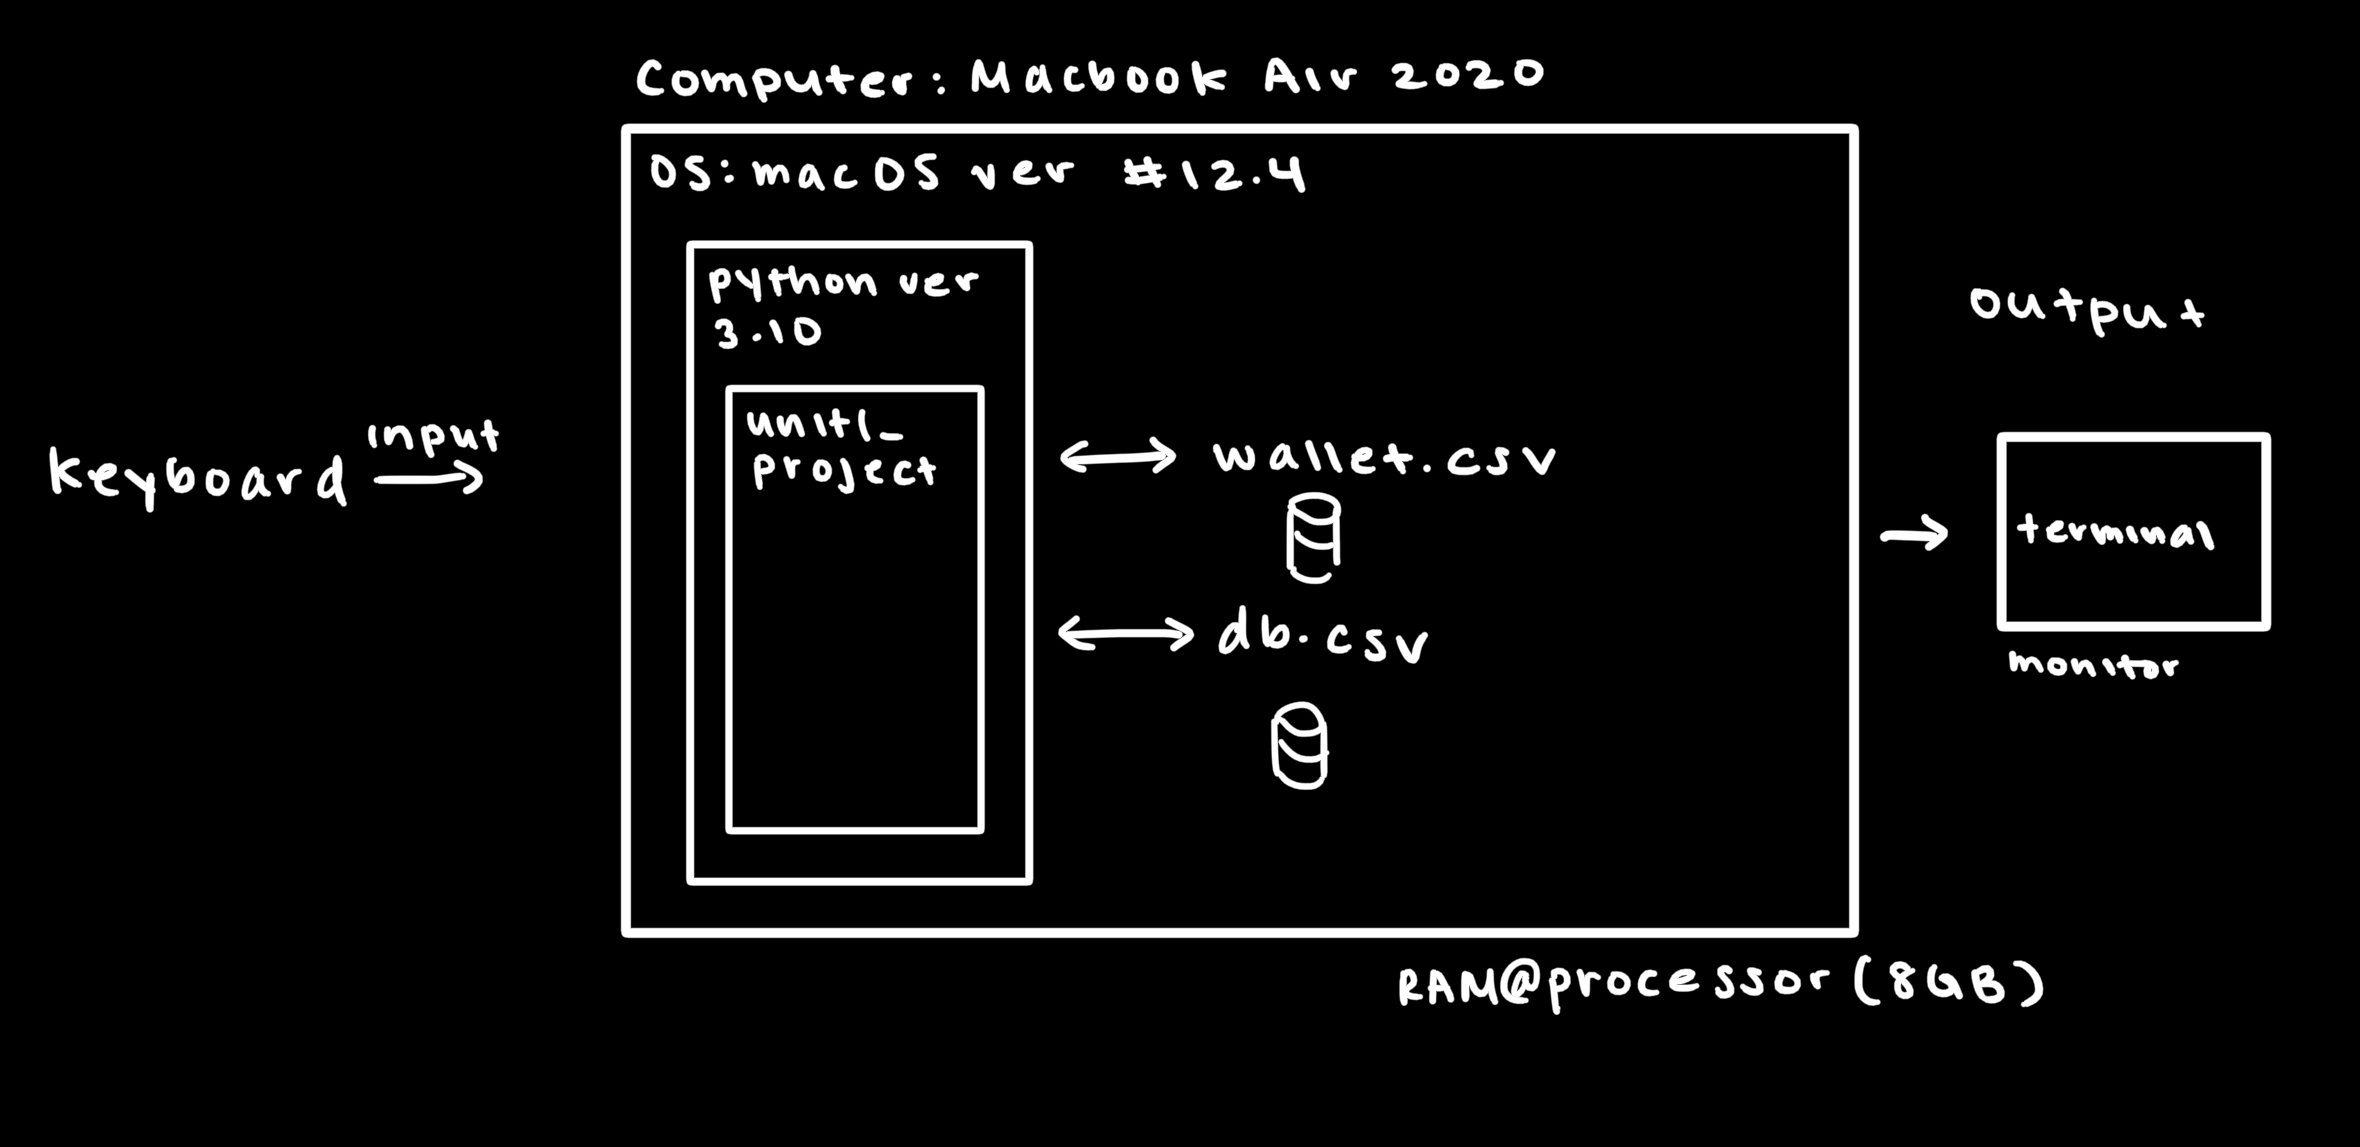 Computer: Macbook Air 2020
OS: macOS ver #12.4
python ver
3.10
unit1_
project
keyboard
input
wallet.csv
db.csv
output
terminal
monitor
RAM@processor (8GB)